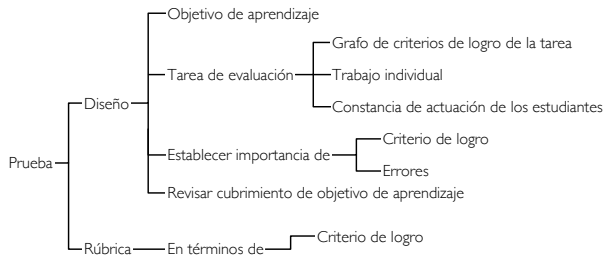 Objetivo de aprendizaje
Grafo de criterios de logro de la tarea
Tarea de evaluación
Trabajo individual
Diseño
Constancia de actuación de los estudiantes
Criterio de logro
Establecer importancia de
Prueba
Errores
Revisar cubrimiento de objetivo de aprendizaje
Criterio de logro
Rúbrica
En términos de